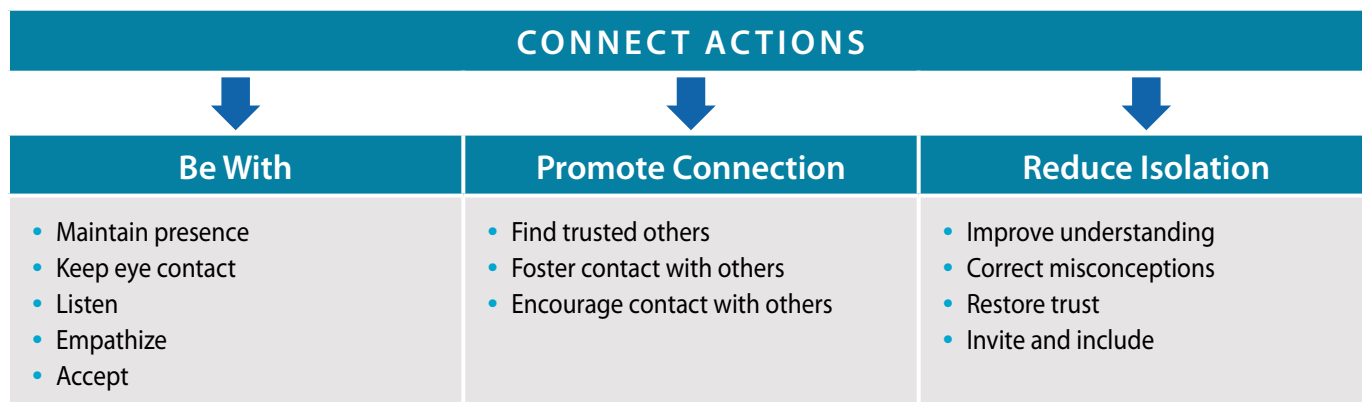 CONNECT ACTIONS
Be With
• Maintain presence
• Keep eye contact
• Listen
• Empathize
• Accept
Promote Connection
• Find trusted others
• Foster contact with others
• Encourage contact with others
Reduce Isolation
• Improve understanding
• Correct misconceptions
• Restore trust
• Invite and include